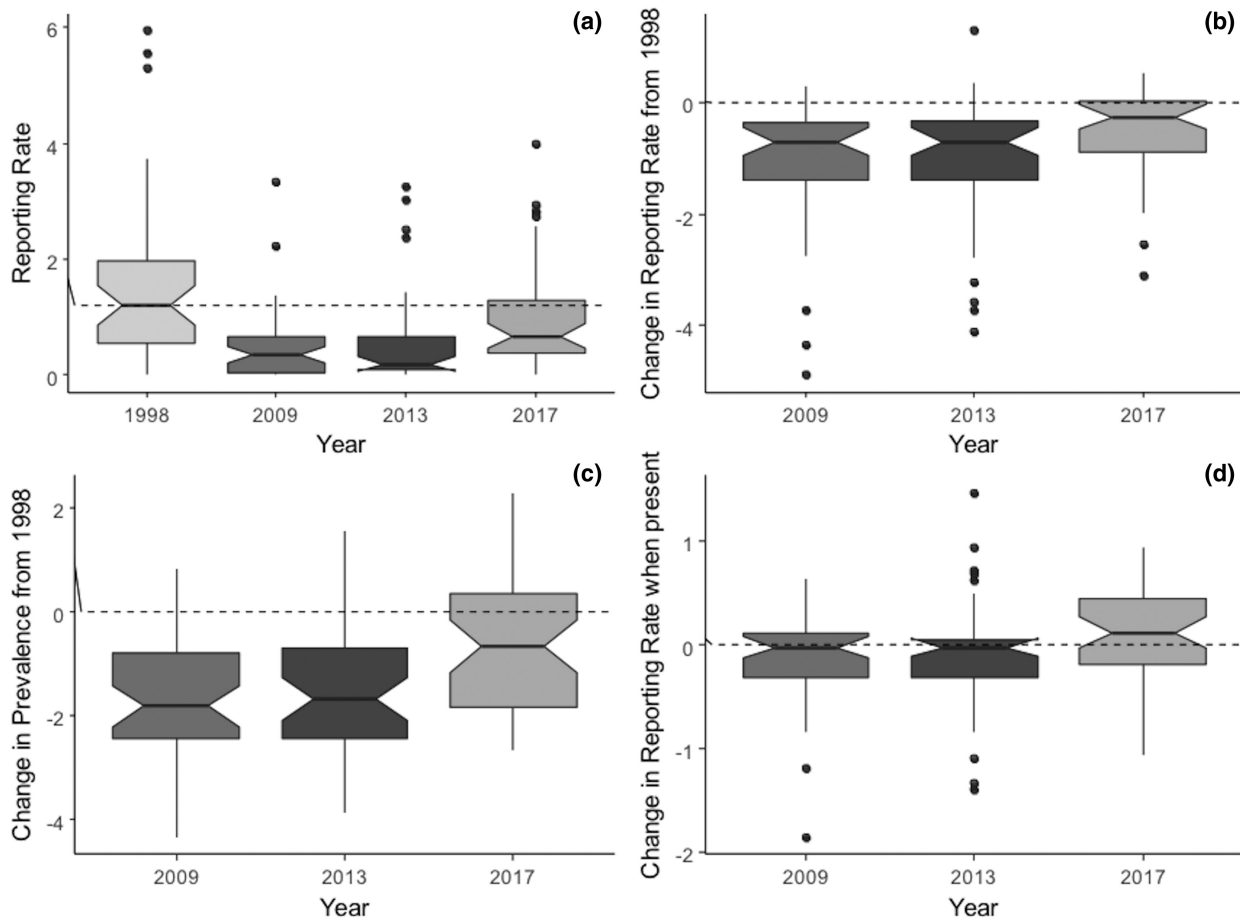 (a)
Reporting Rate
6
4
2
0
1998 2009 2013 2017
Year
(b)
Change in Reporting Rate from 1998
0
-2
-4
2009 2013 2017
Year
(c)
Change in Prevalence from 1998
2
0
-2
-4
2009 2013 2017
Year
(d)
Change in Reporting Rate when present
1
0
-1
-2
2009 2013 2017
Year